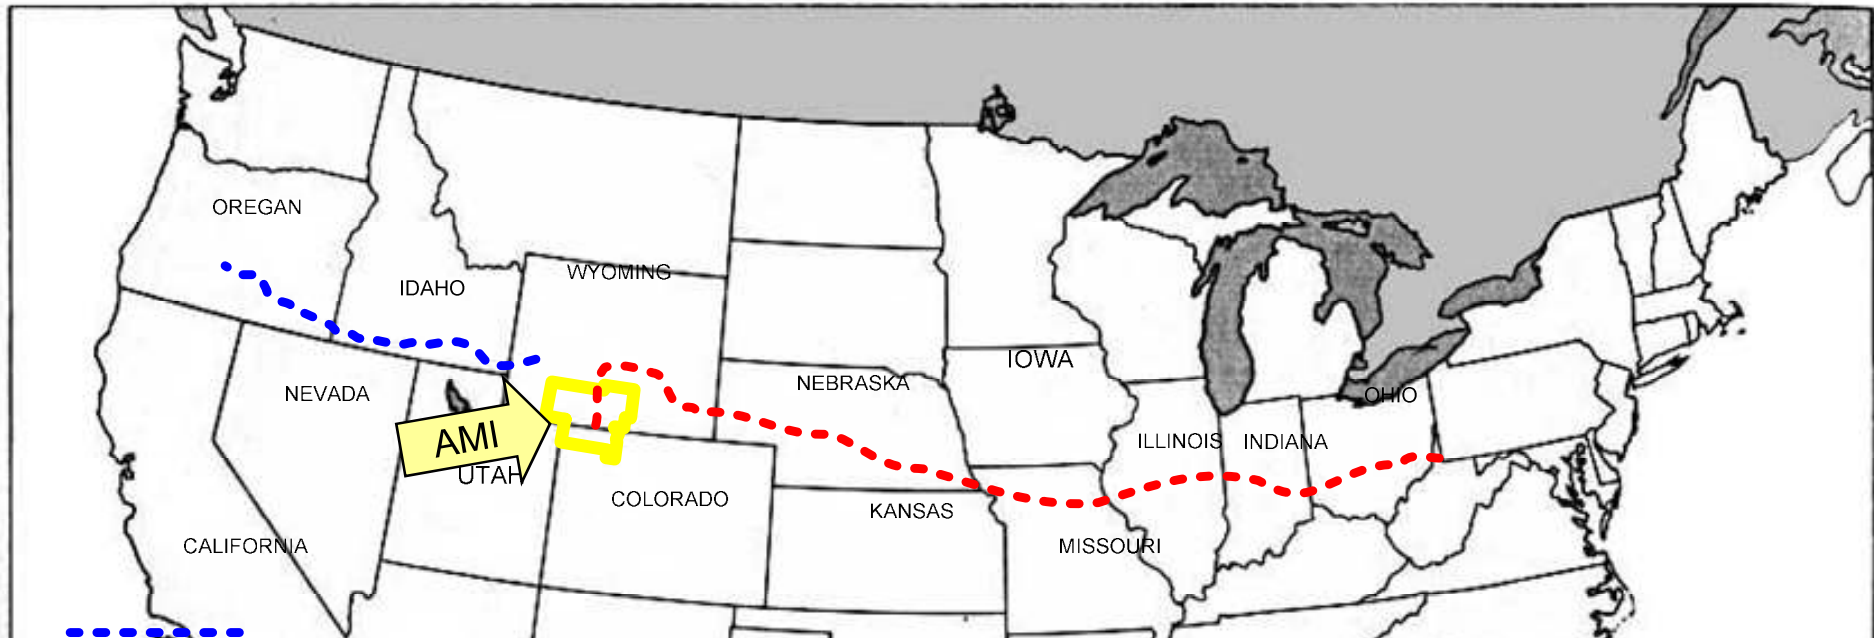 OREGAN
WYOMING
IDAHO
IOWA
NEBRASKA
NEVADA
OHIO
AMI
ILLINOIS
INDIANA
UTAH
COLORADO
KANSAS
CALIFORNIA
MISSOURI